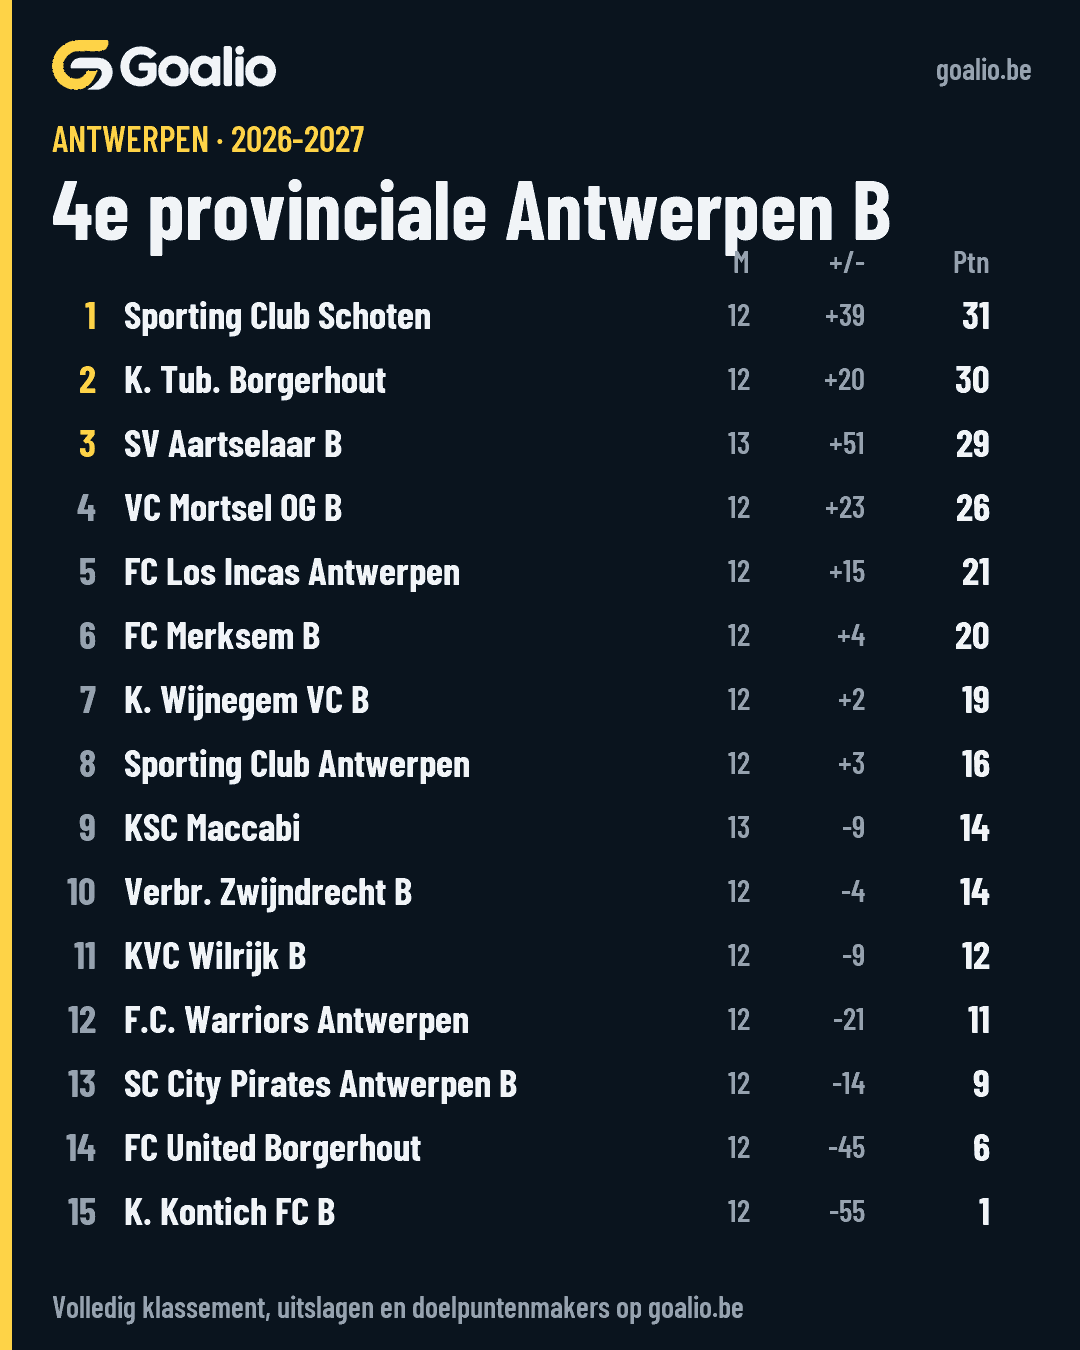 Goalio
goalio.be
ANTWERPEN · 2026-2027
4e provinciale Antwerpen B
M +/- Ptn
1 Sporting Club Schoten 12 +39 31
2 K. Tub. Borgerhout 12 +20 30
3 SV Aartselaar B 13 +51 29
4 VC Mortsel OG B 12 +23 26
5 FC Los Incas Antwerpen 12 +15 21
6 FC Merksem B 12 +4 20
7 K. Wijnegem VC B 12 +2 19
8 Sporting Club Antwerpen 12 +3 16
9 KSC Maccabi 13 -9 14
10 Verbr. Zwijndrecht B 12 -4 14
11 KVC Wilrijk B 12 -9 12
12 F.C. Warriors Antwerpen 12 -21 11
13 SC City Pirates Antwerpen B 12 -14 9
14 FC United Borgerhout 12 -45 6
15 K. Kontich FC B 12 -55 1
Volledig klassement, uitslagen en doelpuntenmakers op goalio.be